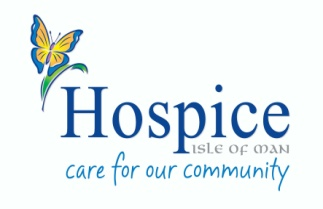 Hospice
ISLE OF MAN
care for our community